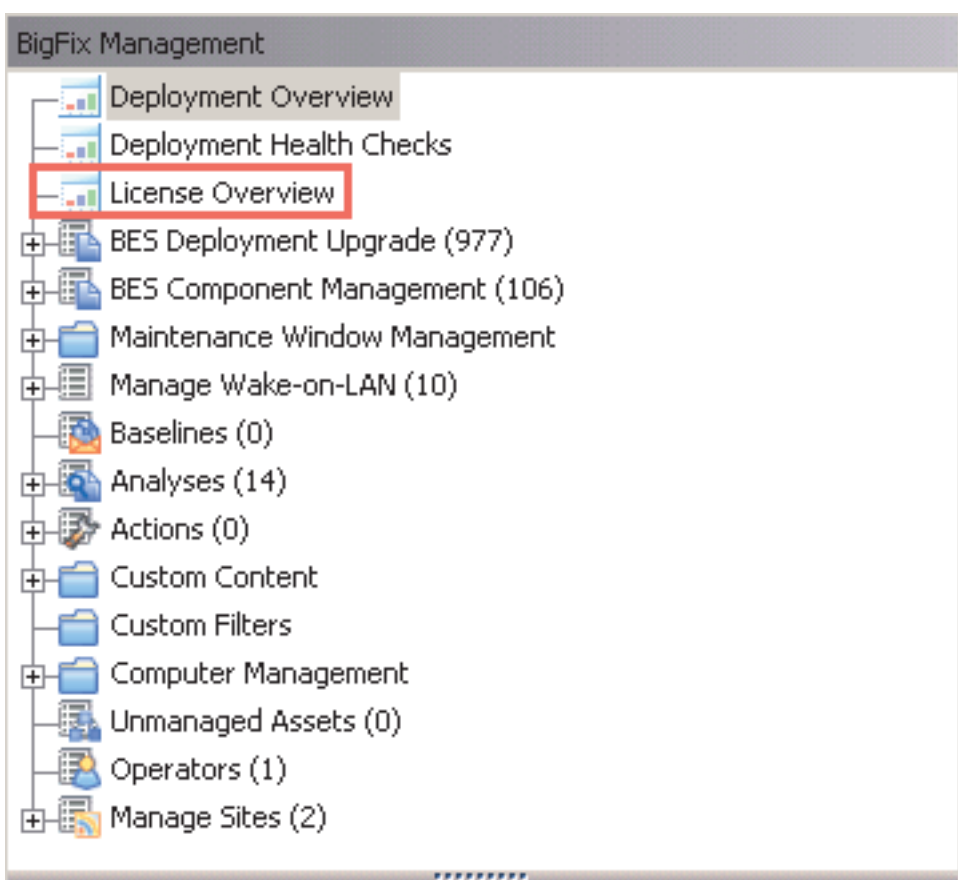 BigFix Management
Deployment Overview
Deployment Health Checks
License Overview
BES Deployment Upgrade (977)
BES Component Management (106)
Maintenance Window Management
Manage Wake-on-LAN (10)
Baselines (0)
Analyses (14)
Actions (0)
Custom Content
Custom Filters
Computer Management
Unmanaged Assets (0)
Operators (1)
Manage Sites (2)